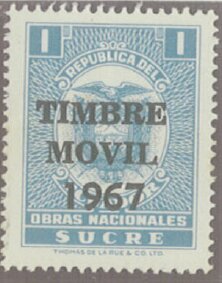 1 1
REPUBLICA DEL
TIMBRE
MOVIL
1967
OBRAS NACIONALES
SUCRE
THOMAS DE LA RUE & CO. LTD.